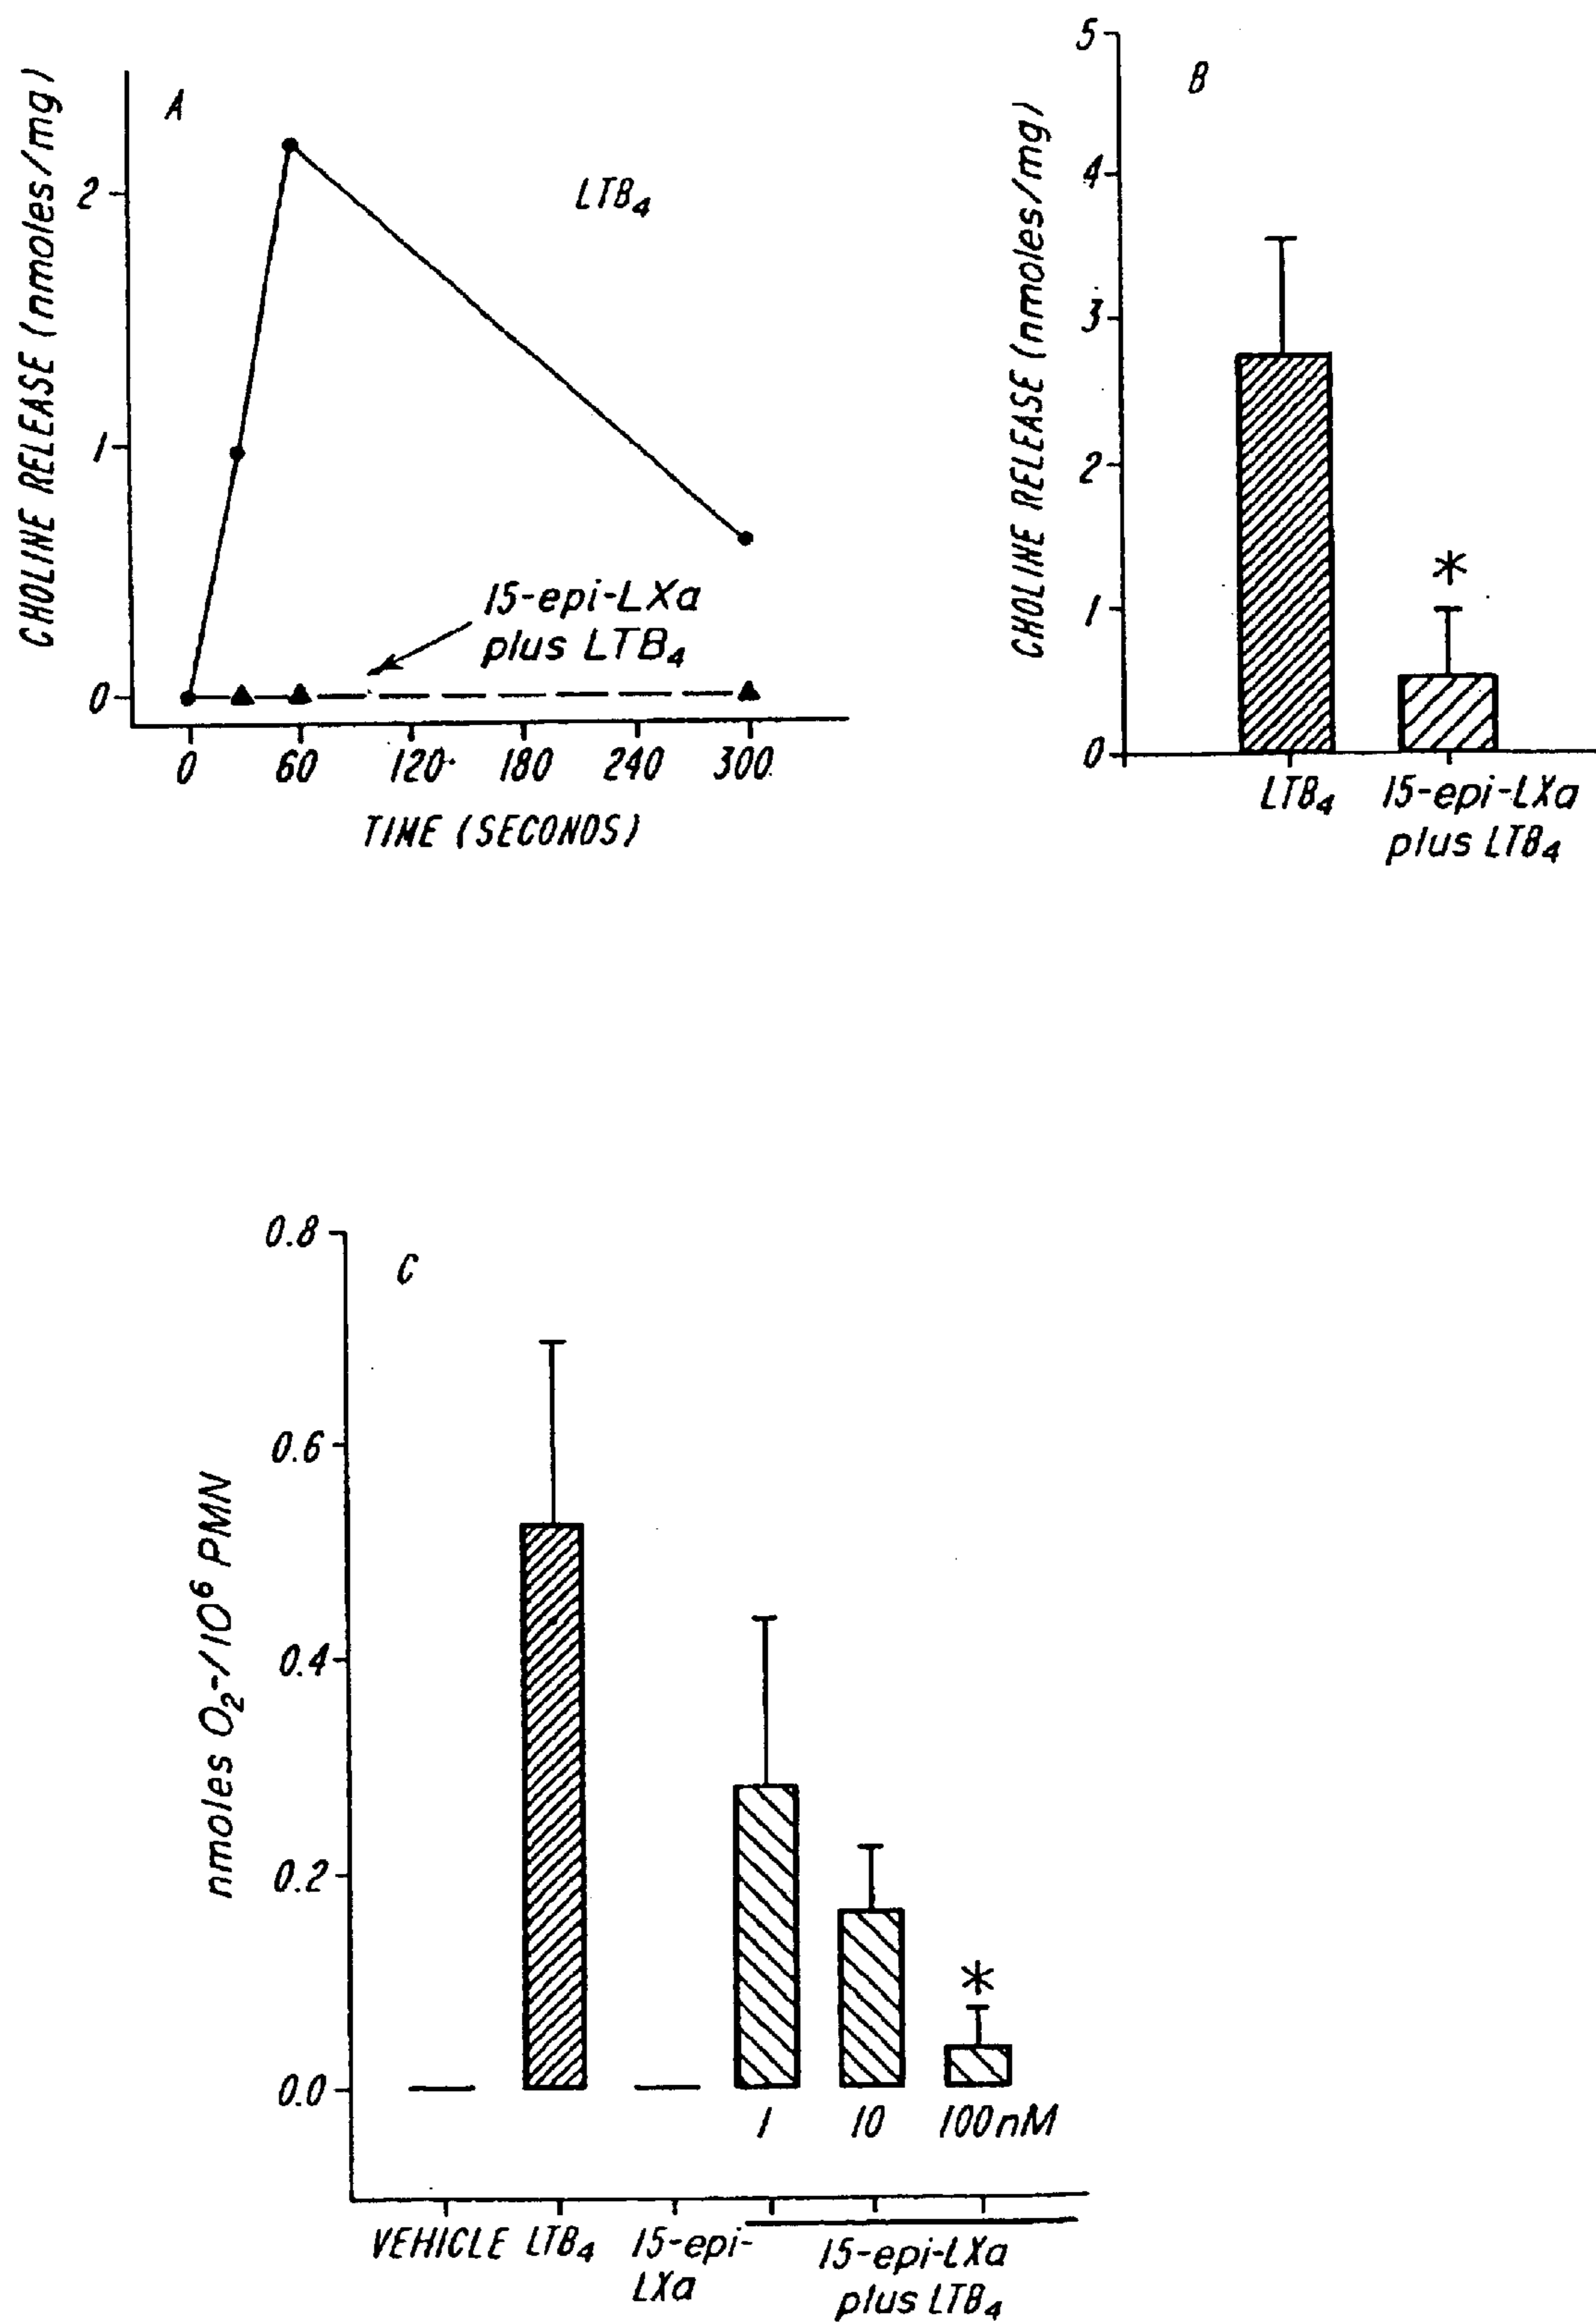 A
CHOLINE RELEASE (nmoles/mg)
2
1
0
LTB₄
15-epi-LXa
plus LTB₄
0 60 120 180 240 300
TIME (SECONDS)
B
CHOLINE RELEASE (nmoles/mg)
5
4
3
2
1
0
*
LTB₄ 15-epi-LXa
plus LTB₄
C
nmoles O₂-/10⁶ PMN
0.8
0.6
0.4
0.2
0.0
*
1 10 100nM
VEHICLE LTB₄ 15-epi-
LXa
15-epi-LXa
plus LTB₄